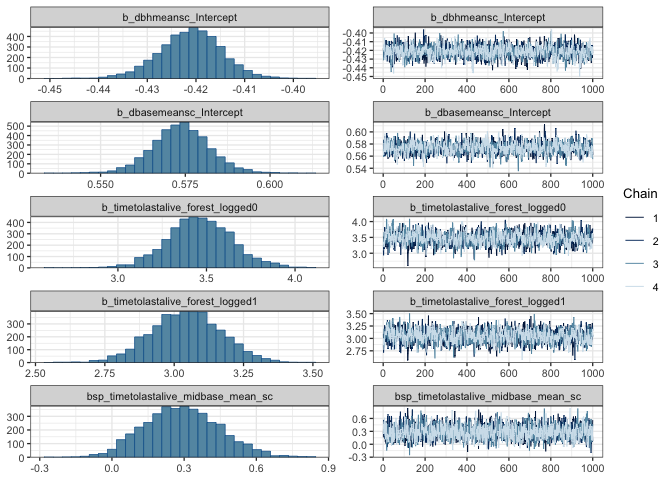 b_dbhmeansc_Intercept
400
300
200
100
0
-0.45 -0.44 -0.43 -0.42 -0.41 -0.40
b_dbhmeansc_Intercept
-0.40
-0.41
-0.42
-0.43
-0.44
-0.45
0 200 400 600 800 1000
b_dbasemeansc_Intercept
500
400
300
200
100
0
0.550 0.575 0.600
b_dbasemeansc_Intercept
0.60
0.58
0.56
0.54
0 200 400 600 800 1000
b_timetolastalive_forest_logged0
400
300
200
100
0
3.0 3.5 4.0
b_timetolastalive_forest_logged0
4.0
3.5
3.0
0 200 400 600 800 1000
b_timetolastalive_forest_logged1
300
200
100
0
2.50 2.75 3.00 3.25 3.50
b_timetolastalive_forest_logged1
3.50
3.25
3.00
2.75
0 200 400 600 800 1000
bsp_timetolastalive_midbase_mean_sc
300
200
100
0
-0.3 0.0 0.3 0.6 0.9
bsp_timetolastalive_midbase_mean_sc
0.6
0.3
0.0
-0.3
0 200 400 600 800 1000
Chain
1
2
3
4